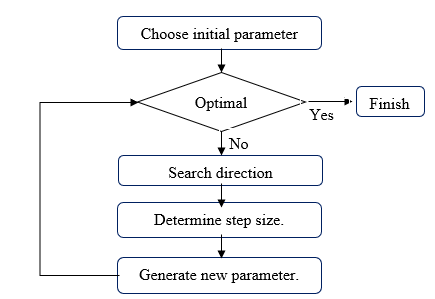 Choose initial parameter
Optimal
Yes
Finish
No
Search direction
Determine step size.
Generate new parameter.